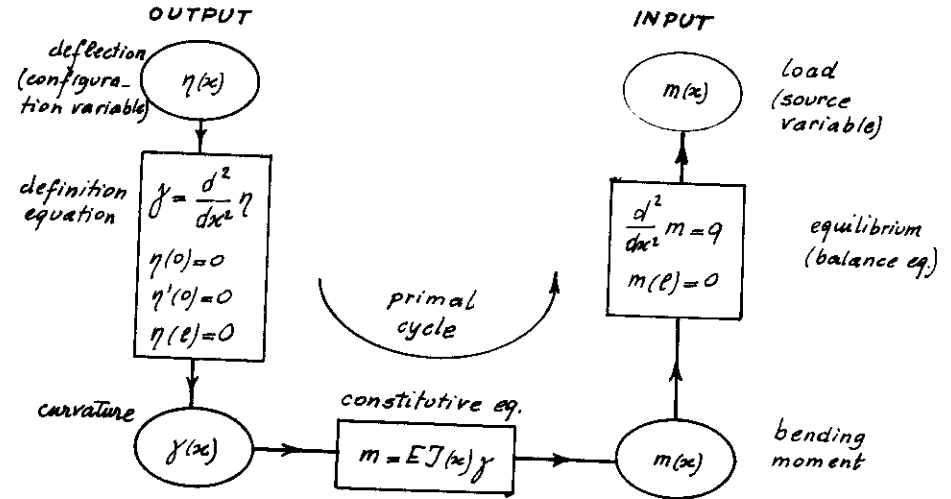 OUTPUT
INPUT
deflection
(configura-
tion variable)
η(x)
m(x)
load
(source
variable)
definition
equation
γ = d²/dx² η
η(0)=0
η'(0)=0
η(ℓ)=0
d²/dx² m = q
m(ℓ)=0
equilibrium
(balance eq.)
primal
cycle
curvature
γ(x)
constitutive eq.
m = EJ(x) γ
m(x)
bending
moment